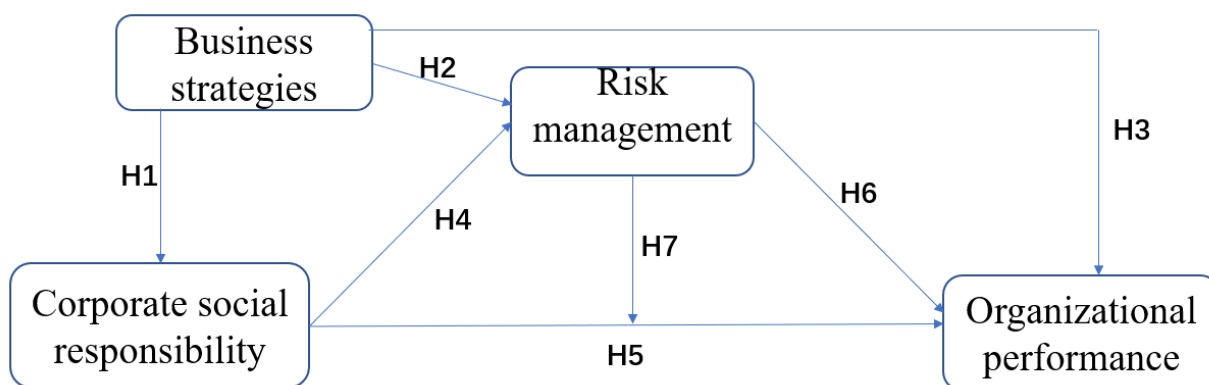 Business
strategies
H2
Risk
management
H3
H1
H4
H6
H7
Corporate social
responsibility
H5
Organizational
performance